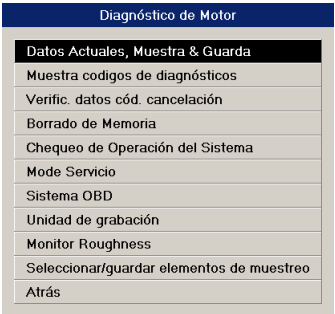 Diagnóstico de Motor
Datos Actuales, Muestra & Guarda
Muestra codigos de diagnósticos
Verific. datos cód. cancelación
Borrado de Memoria
Chequeo de Operación del Sistema
Mode Servicio
Sistema OBD
Unidad de grabación
Monitor Roughness
Seleccionar/guardar elementos de muestreo
Atrás